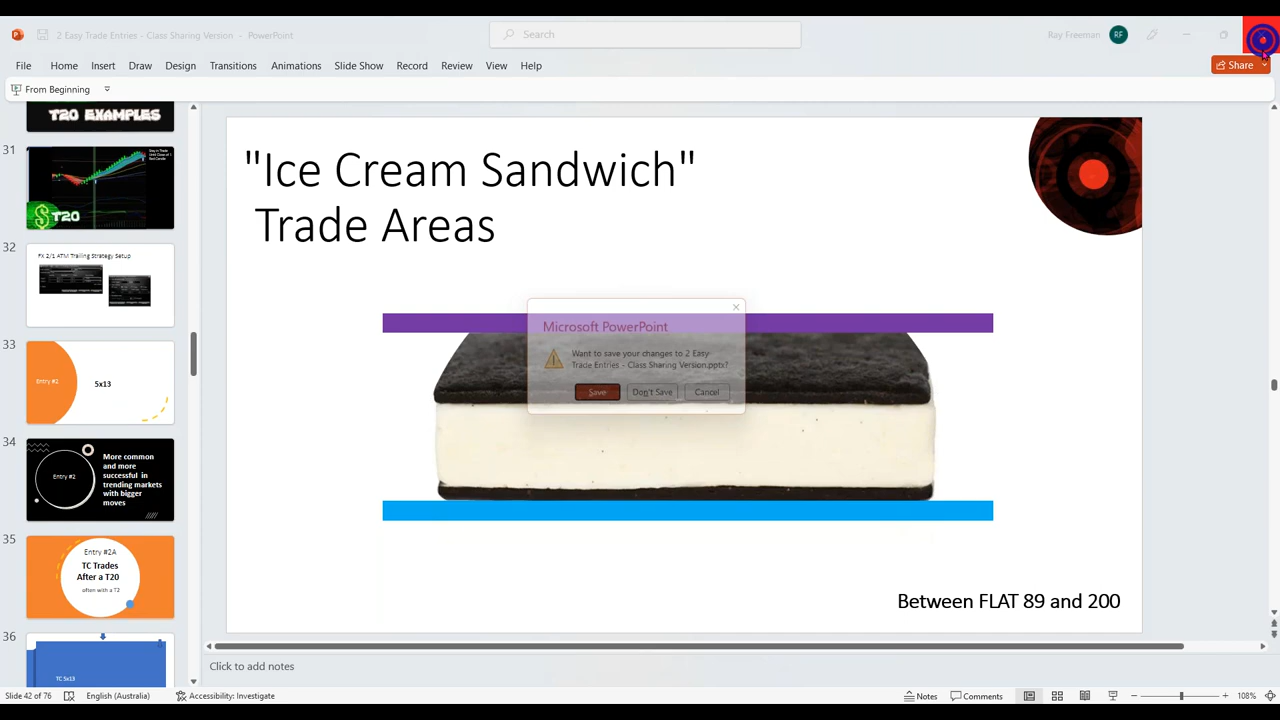 2 Easy Trade Entries - Class Sharing Version - PowerPoint
Search
Ray Freeman
RF
File
Home
Insert
Draw
Design
Transitions
Animations
Slide Show
Record
Review
View
Help
Share
From Beginning
T20 EXAMPLES
31
$ T20
32
FX 2/1 ATM Trailing Strategy Setup
33
Entry #2
5x13
34
Entry #2
More common
and more
successful in
trending markets
with bigger
moves
35
Entry #2A
TC Trades
After a T20
often with a T2
36
TC 5x13
"Ice Cream Sandwich"
Trade Areas
Microsoft PowerPoint
Want to save your changes to 2 Easy
Trade Entries - Class Sharing Version.pptx?
Save
Don't Save
Cancel
Between FLAT 89 and 200
Click to add notes
Slide 42 of 76
English (Australia)
Accessibility: Investigate
Notes
Comments
108%